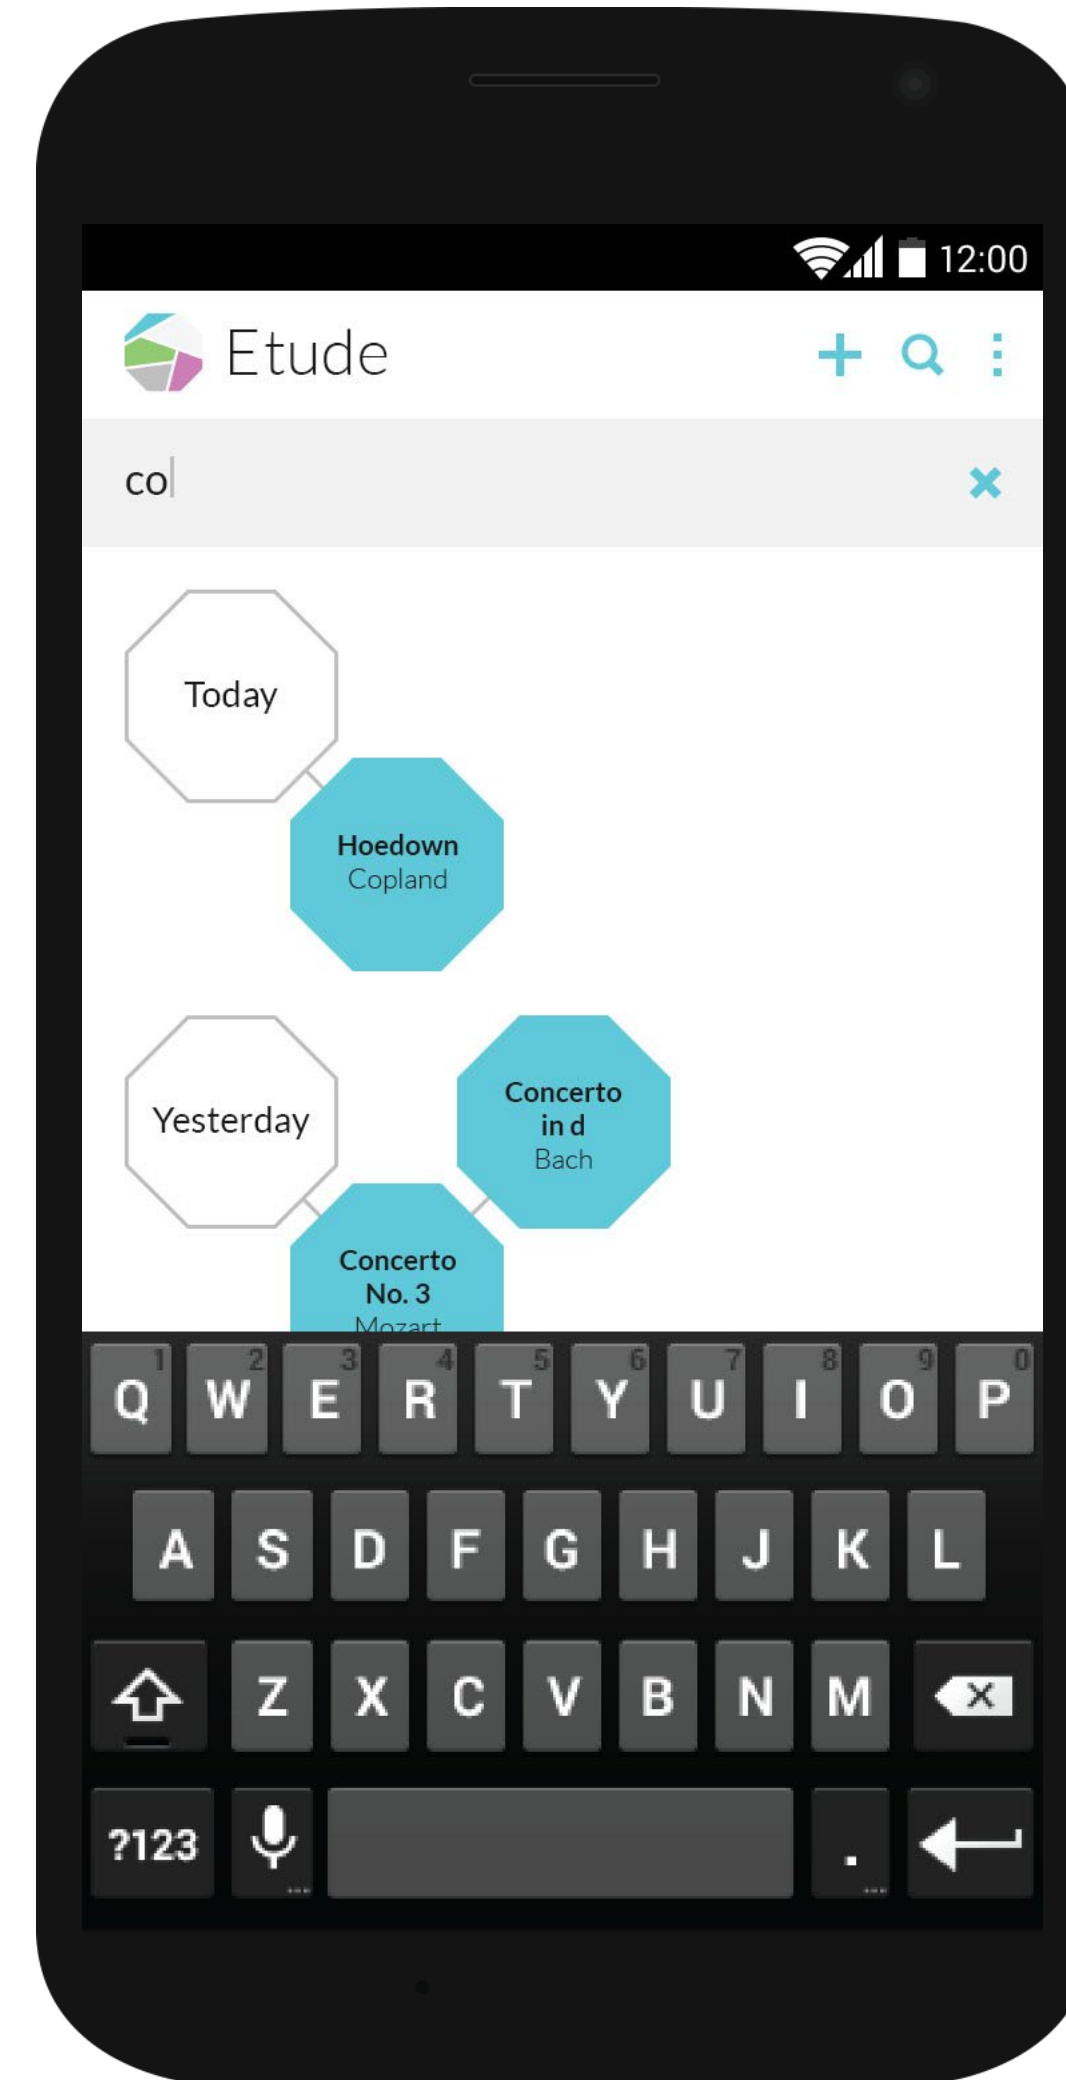 12:00
Etude
co
Today
Hoedown
Copland
Yesterday
Concerto
in d
Bach
Concerto
No. 3
Mozart
1 2 3 4 5 6 7 8 9 0
Q W E R T Y U I O P
A S D F G H J K L
Z X C V B N M
?123 .